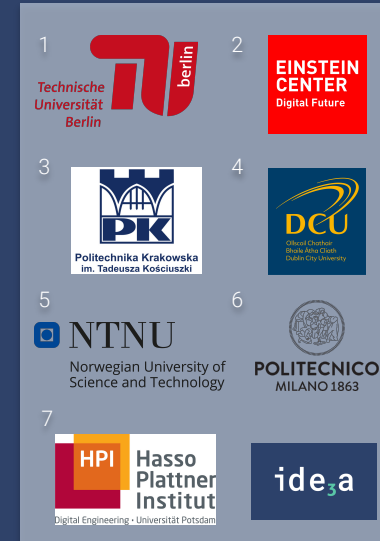 1
berlin
Technische
Universität
Berlin
2
EINSTEIN
CENTER
Digital Future
3
PK
Politechnika Krakowska
im. Tadeusza Kościuszki
4
DCU
Ollscoil Chathair
Bhaile Átha Cliath
Dublin City University
5
NTNU
Norwegian University of
Science and Technology
6
POLITECNICO
MILANO 1863
7
HPI
Hasso
Plattner
Institut
Digital Engineering • Universität Potsdam
ide3a